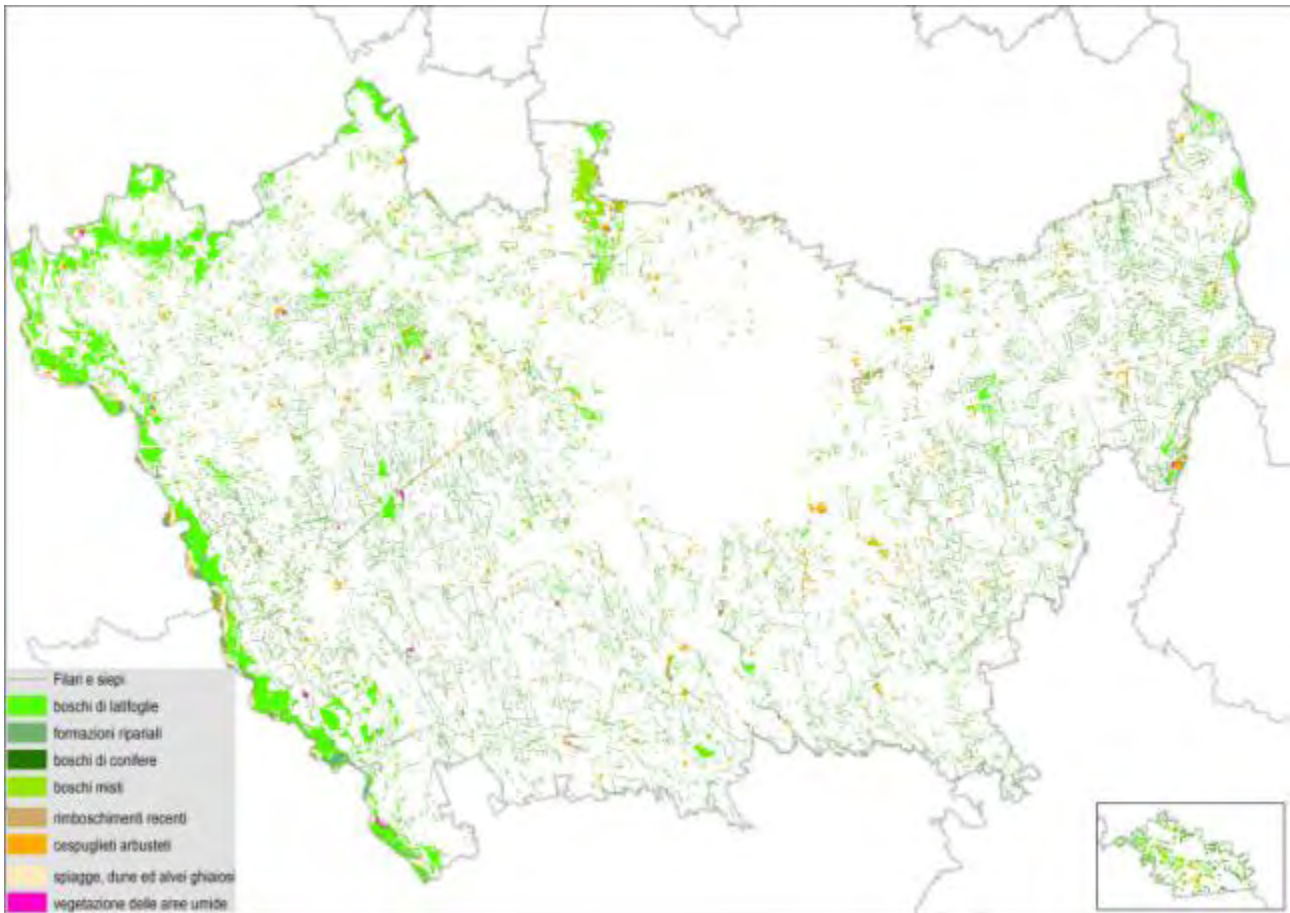 Filari e siepi
boschi di latifoglie
formazioni ripariali
boschi di conifere
boschi misti
rimboschimenti recenti
cespuglieti arbusteti
spiagge, dune ed alvei ghiaiosi
vegetazione delle aree umide